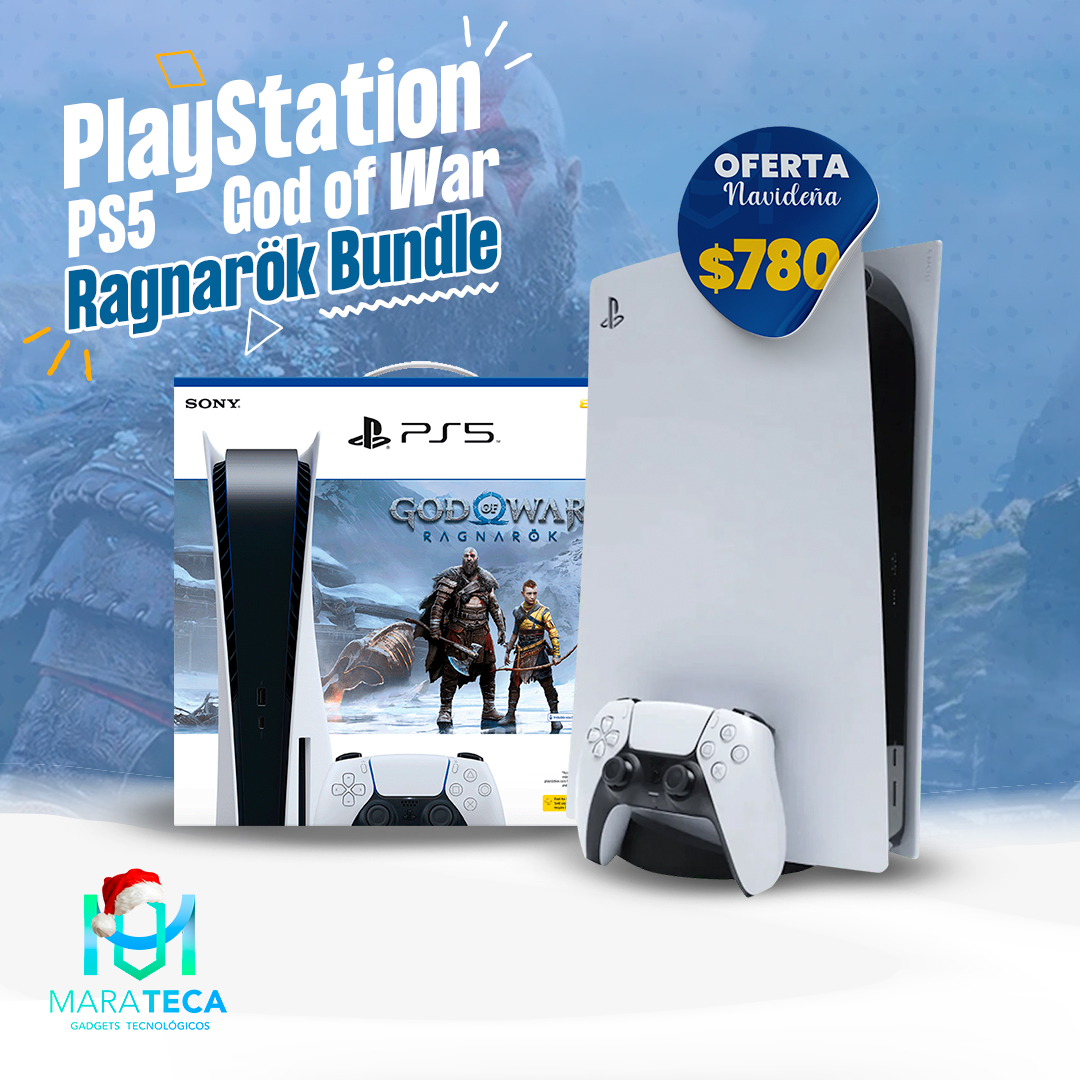 PlayStation
PS5 God of War
Ragnarök Bundle
OFERTA
Navideña
$780
SONY
PS5
GOD OF WAR
RAGNARÖK
MARATECA
GADGETS TECNOLÓGICOS